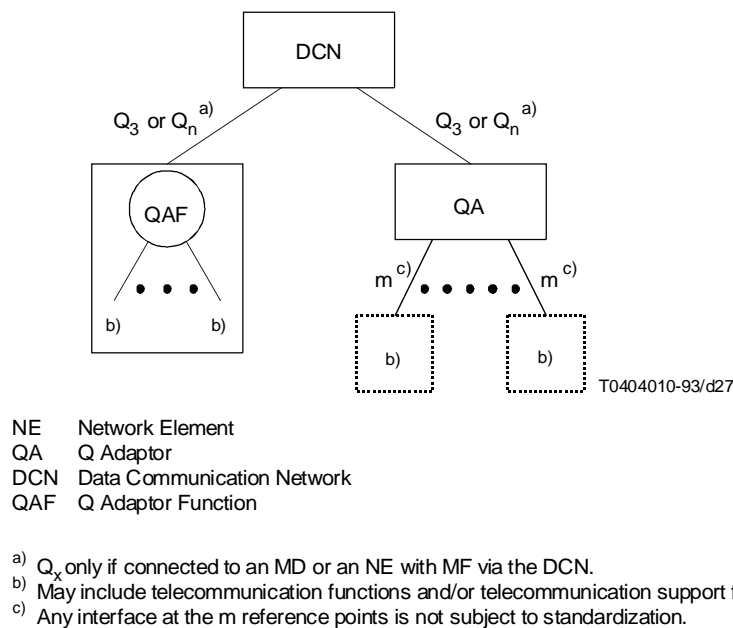 DCN
Q3 or Qn a)
Q3 or Qn a)
QAF
QA
m c)
m c)
b)
b)
b)
b)
T0404010-93/d27
NE Network Element
QA Q Adaptor
DCN Data Communication Network
QAF Q Adaptor Function
a) Qx only if connected to an MD or an NE with MF via the DCN.
b) May include telecommunication functions and/or telecommunication support
c) Any interface at the m reference points is not subject to standardization.